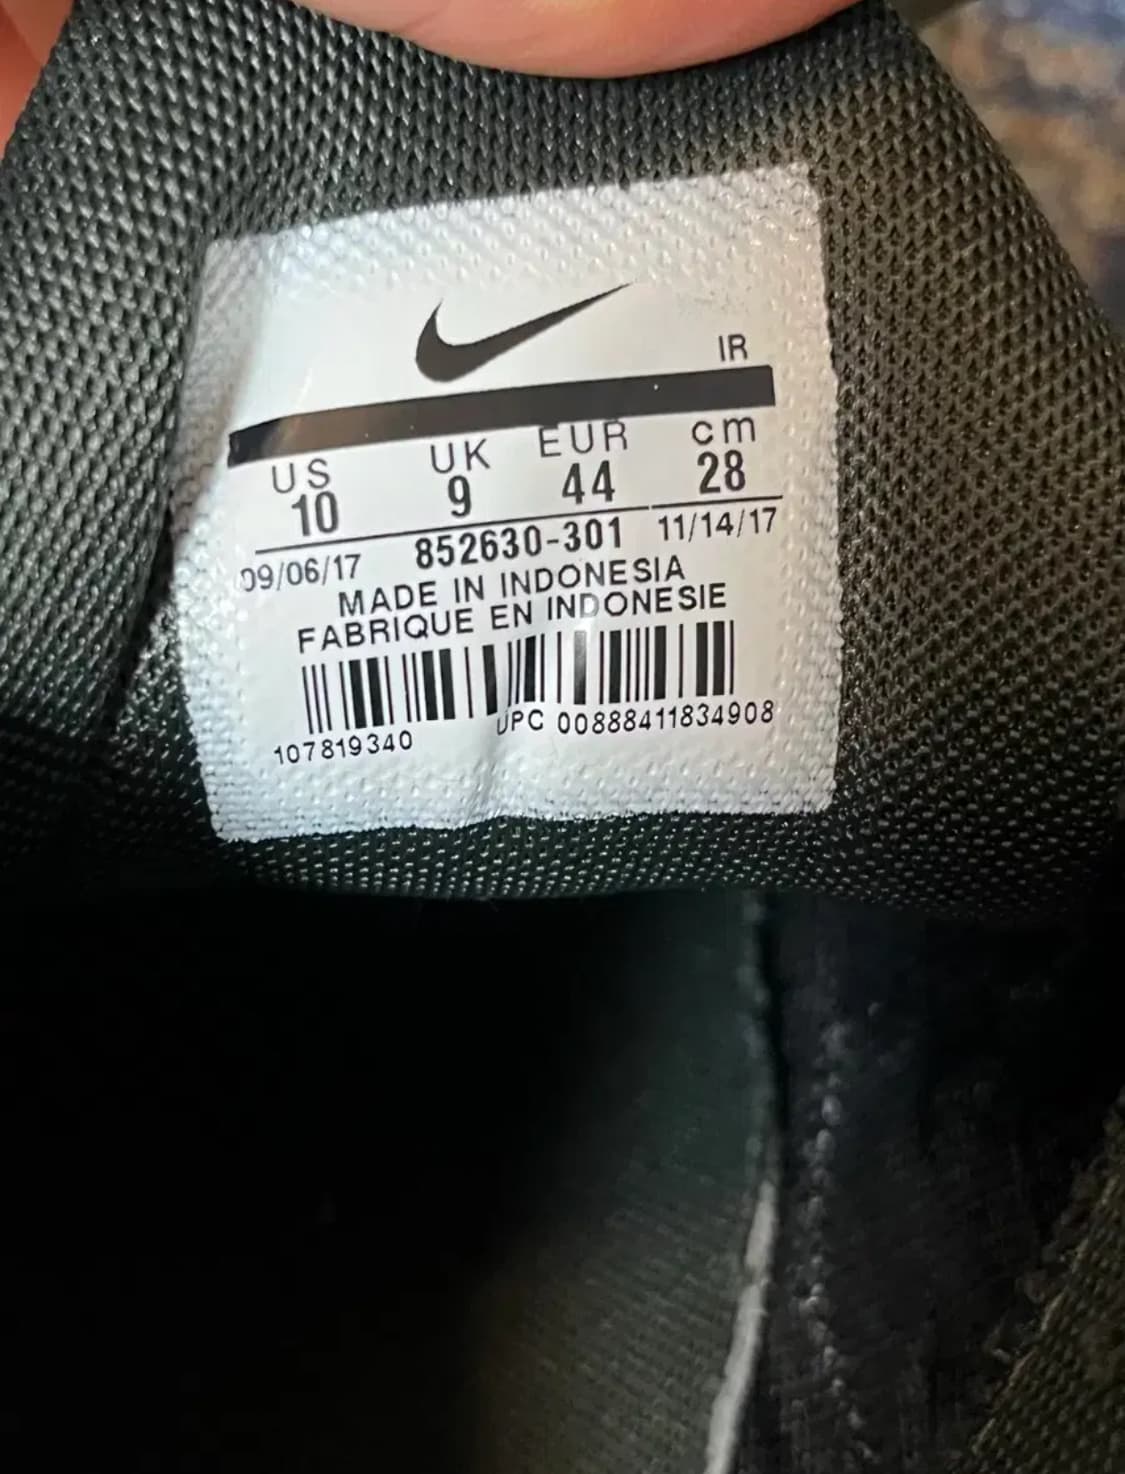 IR
US UK EUR cm
10 9 44 28
09/06/17 852630-301 11/14/17
MADE IN INDONESIA
FABRIQUE EN INDONESIE
107819340 UPC 00888411834908